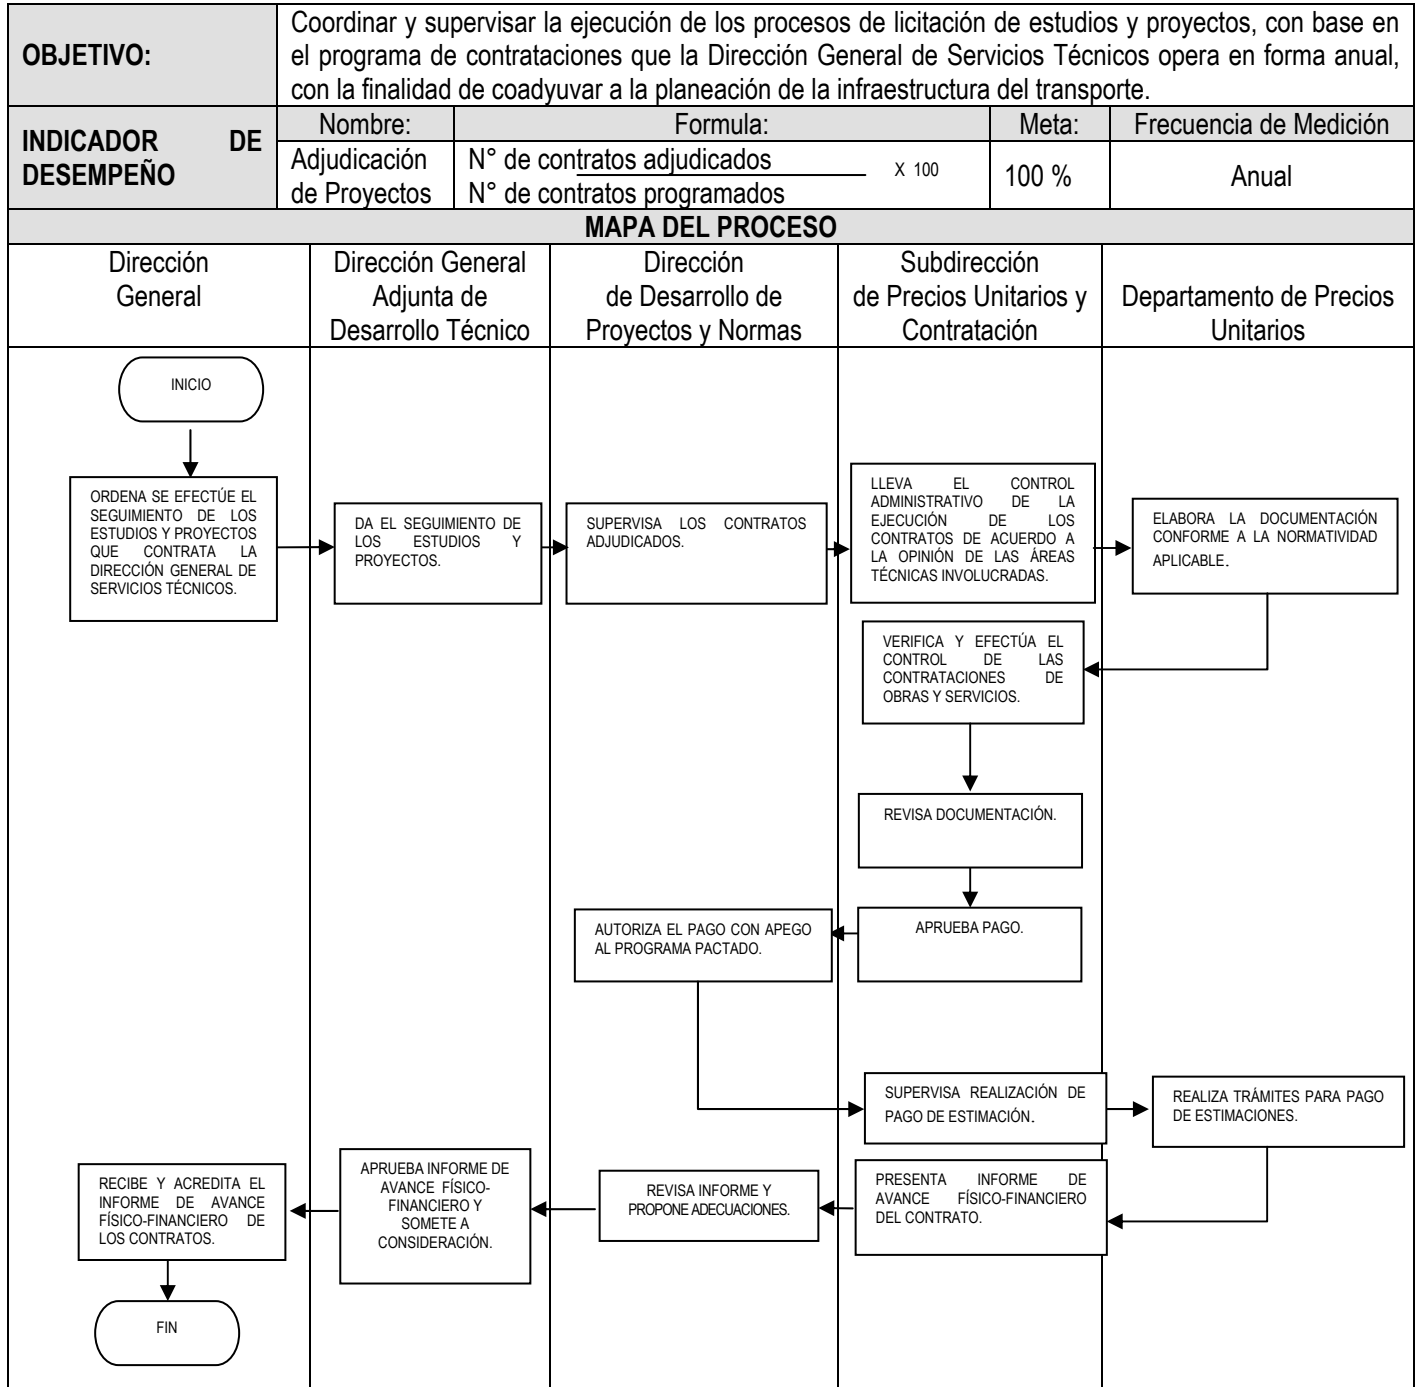 OBJETIVO:
Coordinar y supervisar la ejecución de los procesos de licitación de estudios y proyectos, con base en
el programa de contrataciones que la Dirección General de Servicios Técnicos opera en forma anual,
con la finalidad de coadyuvar a la planeación de la infraestructura del transporte.
INDICADOR DE
DESEMPEÑO
Nombre:
Formula:
Meta:
Frecuencia de Medición
Adjudicación
de Proyectos
N° de contratos adjudicados
N° de contratos programados
X 100
100 %
Anual
MAPA DEL PROCESO
Dirección
General
Dirección General
Adjunta de
Desarrollo Técnico
Dirección
de Desarrollo de
Proyectos y Normas
Subdirección
de Precios Unitarios y
Contratación
Departamento de Precios
Unitarios
INICIO
ORDENA SE EFECTÚE EL
SEGUIMIENTO DE LOS
ESTUDIOS Y PROYECTOS
QUE CONTRATA LA
DIRECCIÓN GENERAL DE
SERVICIOS TÉCNICOS.
DA EL SEGUIMIENTO DE
LOS ESTUDIOS Y
PROYECTOS.
SUPERVISA LOS CONTRATOS
ADJUDICADOS.
LLEVA EL CONTROL
ADMINISTRATIVO DE LA
EJECUCIÓN DE LOS
CONTRATOS DE ACUERDO A
LA OPINIÓN DE LAS ÁREAS
TÉCNICAS INVOLUCRADAS.
ELABORA LA DOCUMENTACIÓN
CONFORME A LA NORMATIVIDAD
APLICABLE.
VERIFICA Y EFECTÚA EL
CONTROL DE LAS
CONTRATACIONES DE
OBRAS Y SERVICIOS.
REVISA DOCUMENTACIÓN.
APRUEBA PAGO.
AUTORIZA EL PAGO CON APEGO
AL PROGRAMA PACTADO.
SUPERVISA REALIZACIÓN DE
PAGO DE ESTIMACIÓN.
REALIZA TRÁMITES PARA PAGO
DE ESTIMACIONES.
PRESENTA INFORME DE
AVANCE FÍSICO-FINANCIERO
DEL CONTRATO.
REVISA INFORME Y
PROPONE ADECUACIONES.
APRUEBA INFORME DE
AVANCE FÍSICO-
FINANCIERO Y
SOMETE A
CONSIDERACIÓN.
RECIBE Y ACREDITA EL
INFORME DE AVANCE
FÍSICO-FINANCIERO DE
LOS CONTRATOS.
FIN